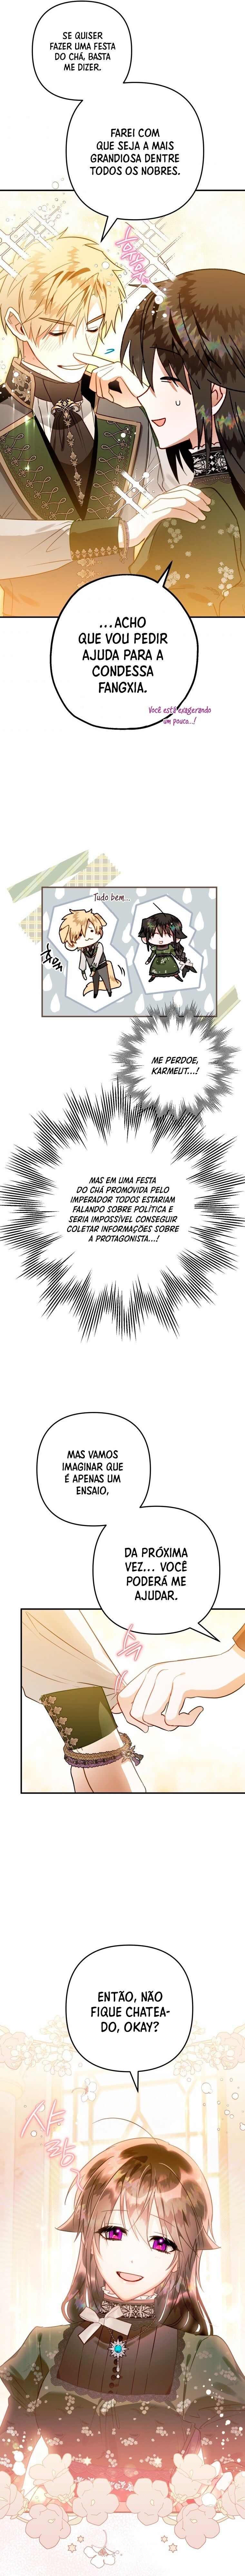 SE QUISER
FAZER UMA FESTA
DO CHÁ, BASTA
ME DIZER.
FAREI COM
QUE SEJA A MAIS
GRANDIOSA DENTRE
TODOS OS NOBRES.
...ACHO
QUE VOU PEDIR
AJUDA PARA A
CONDESSA
FANGXIA.
Você está exagerando
um pouco..!
Tudo bem...
ME PERDOE,
KARMEUT...!
MAS EM UMA FESTA
DO CHÁ PROMOVIDA PELO
IMPERADOR TODOS ESTARIAM
FALANDO SOBRE POLÍTICA E
SERIA IMPOSSÍVEL CONSEGUIR
COLETAR INFORMAÇÕES SOBRE
A PROTAGONISTA...!
MAS VAMOS
IMAGINAR QUE
É APENAS UM
ENSAIO,
DA PRÓXIMA
VEZ... VOCÊ
PODERÁ ME
AJUDAR.
ENTÃO, NÃO
FIQUE CHATEA-
DO, OKAY?
샤
랑~